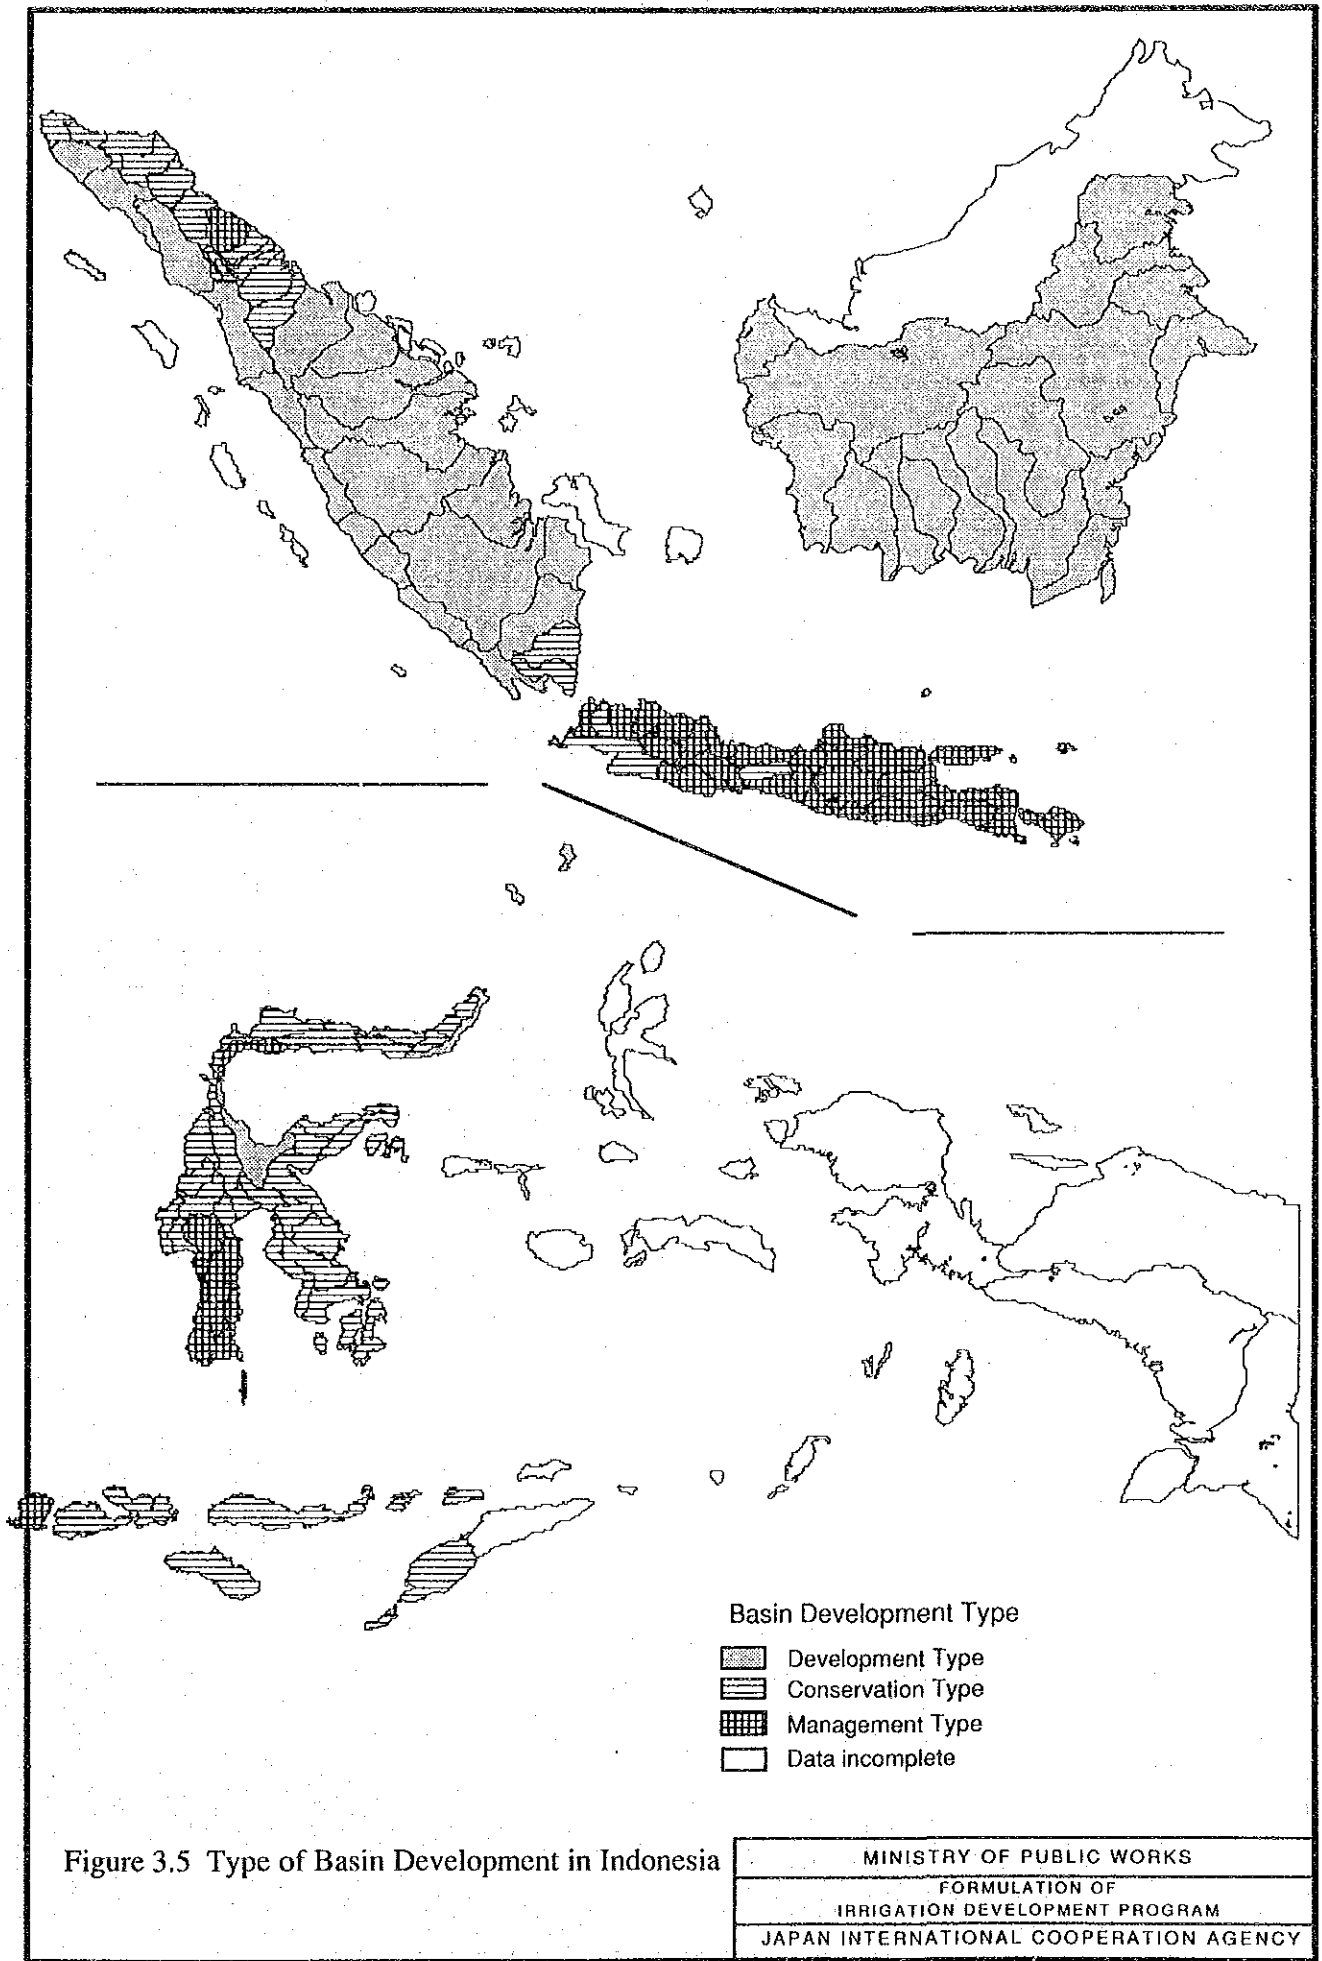 Basin Development Type
Development Type
Conservation Type
Management Type
Data incomplete
Figure 3.5 Type of Basin Development in Indonesia
MINISTRY OF PUBLIC WORKS
FORMULATION OF
IRRIGATION DEVELOPMENT PROGRAM
JAPAN INTERNATIONAL COOPERATION AGENCY